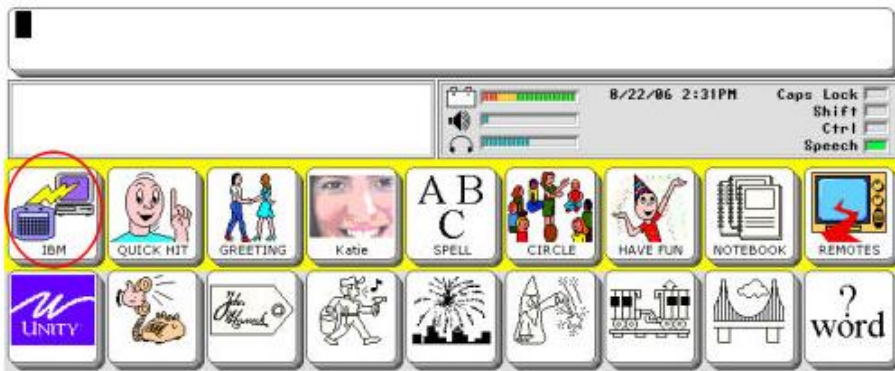 8/22/06 2:31PM
Caps Lock
Shift
Ctrl
Speech
IBM
QUICK HIT
GREETING
Katie
A B
C
SPELL
CIRCLE
HAVE FUN
NOTEBOOK
REMOTES
UNITY
John
?
word